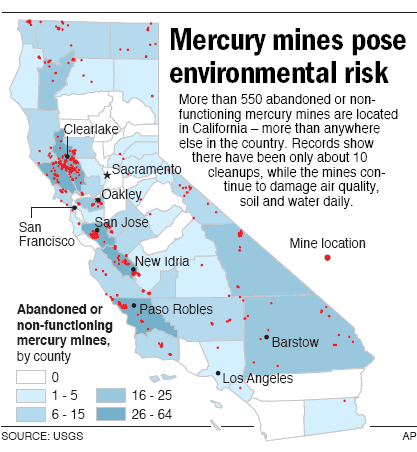 Mercury mines pose
environmental risk
More than 550 abandoned or non-
functioning mercury mines are located
in California – more than anywhere
else in the country. Records show
there have been only about 10
cleanups, while the mines con-
tinue to damage air quality,
soil and water daily.
Mine location
Clearlake
Sacramento
Oakley
San Jose
San
Francisco
New Idria
Paso Robles
Barstow
Los Angeles
Abandoned or
non-functioning
mercury mines,
by county
0
1 - 5
6 - 15
16 - 25
26 - 64
SOURCE: USGS
AP